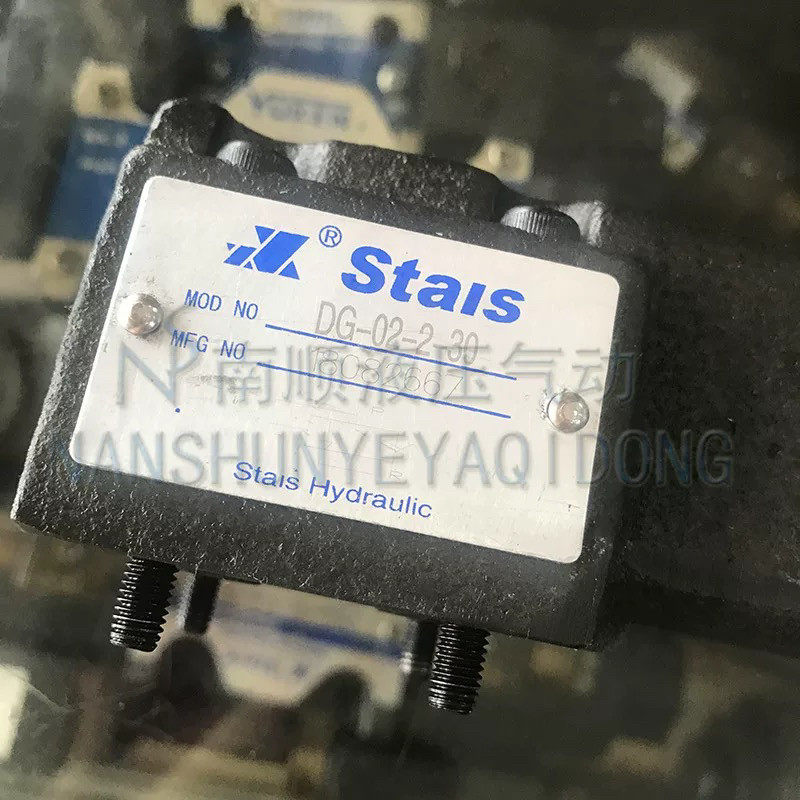 ® Stais
MOD NO DG-02-2 30
MFG NO
南顺液压气动
NANSHUNYEYAQIDONG
Stais Hydraulic